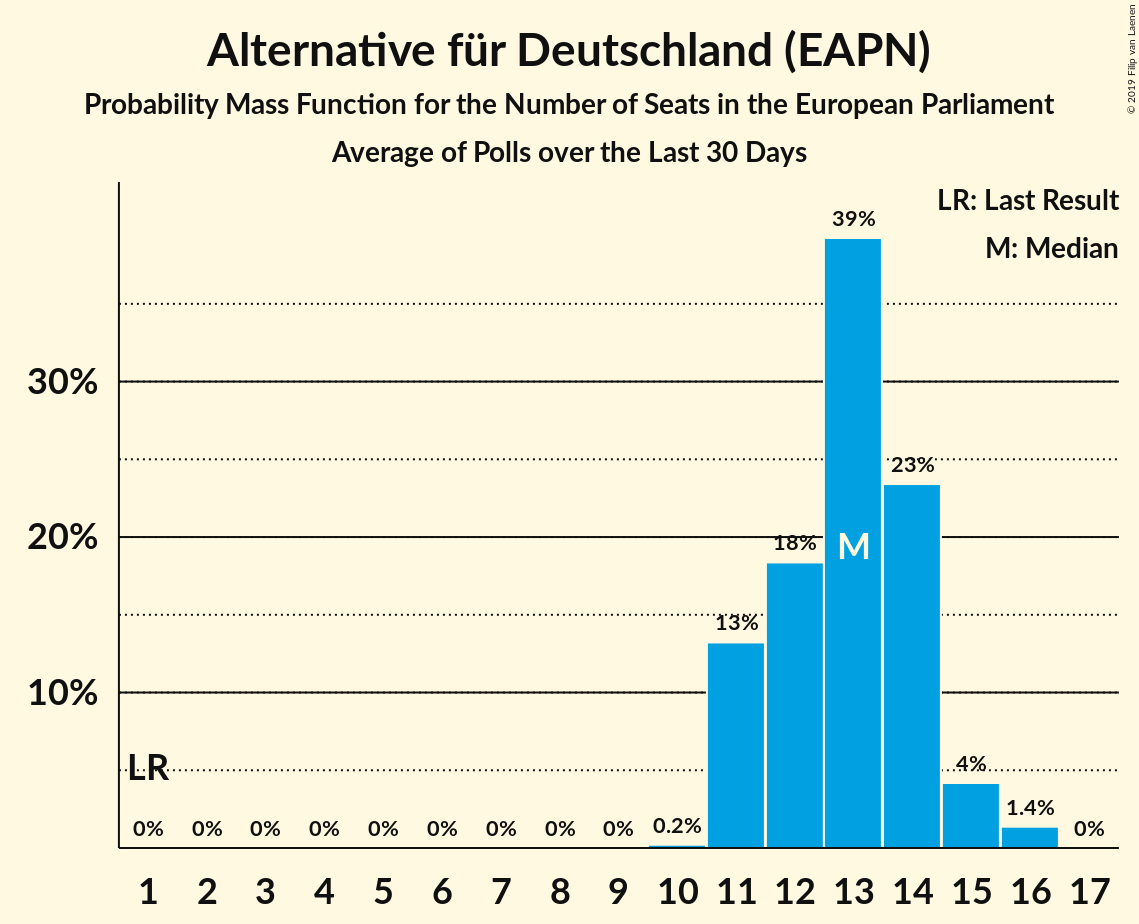 Alternative für Deutschland (EAPN)
Probability Mass Function for the Number of Seats in the European Parliament
Average of Polls over the Last 30 Days
© 2019 Filip van Laenen
LR: Last Result
M: Median
39%
30%
23%
20%
18%
M
13%
10%
LR
4%
1.4%
0% 0% 0% 0% 0% 0% 0% 0% 0% 0.2% 0%
1 2 3 4 5 6 7 8 9 10 11 12 13 14 15 16 17